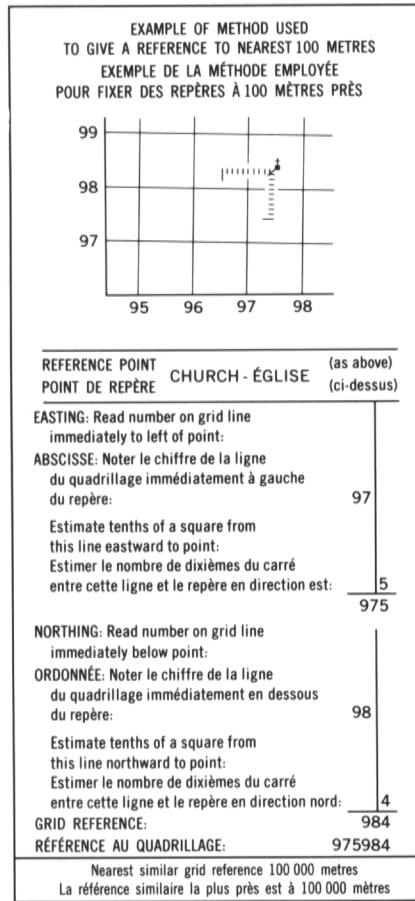 EXAMPLE OF METHOD USED
TO GIVE A REFERENCE TO NEAREST 100 METRES
EXEMPLE DE LA MÉTHODE EMPLOYÉE
POUR FIXER DES REPÈRES À 100 MÈTRES PRÈS
99
98
97
95 96 97 98
REFERENCE POINT CHURCH - ÉGLISE (as above)
POINT DE REPÈRE (ci-dessus)
EASTING: Read number on grid line
immediately to left of point:
ABSCISSE: Noter le chiffre de la ligne
du quadrillage immédiatement à gauche
du repère: 97
Estimate tenths of a square from
this line eastward to point:
Estimer le nombre de dixièmes du carré
entre cette ligne et le repère en direction est: 5
975
NORTHING: Read number on grid line
immediately below point:
ORDONNÉE: Noter le chiffre de la ligne
du quadrillage immédiatement en dessous
du repère: 98
Estimate tenths of a square from
this line northward to point:
Estimer le nombre de dixièmes du carré
entre cette ligne et le repère en direction nord: 4
GRID REFERENCE: 984
RÉFÉRENCE AU QUADRILLAGE: 975984
Nearest similar grid reference 100 000 metres
La référence similaire la plus près est à 100 000 mètres